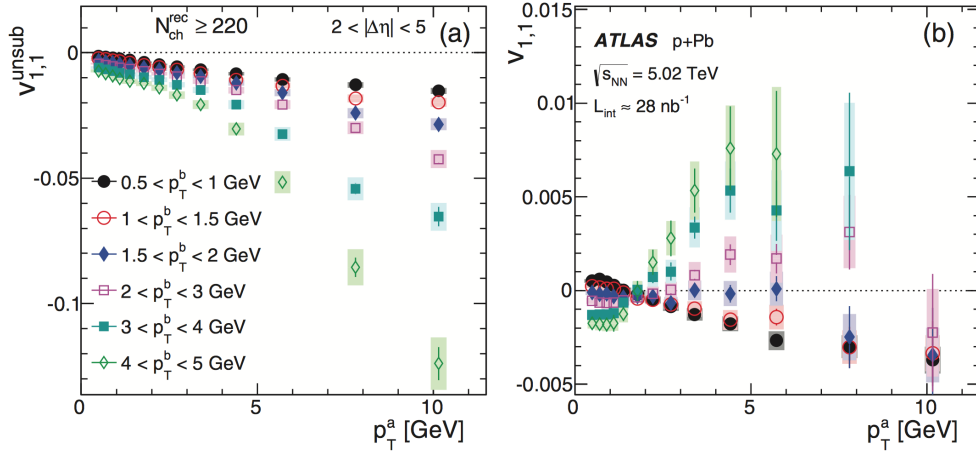 N_ch^rec ≥ 220
2 < |Δη| < 5
(a)
v_1,1^unsub
0
-0.05
-0.1
0.5 < p_T^b < 1 GeV
1 < p_T^b < 1.5 GeV
1.5 < p_T^b < 2 GeV
2 < p_T^b < 3 GeV
3 < p_T^b < 4 GeV
4 < p_T^b < 5 GeV
0 5 10
p_T^a [GeV]
(b)
v_1,1
0.015
0.010
0.005
0.000
-0.005
ATLAS p+Pb
√s_NN = 5.02 TeV
L_int ≈ 28 nb^-1
0 5 10
p_T^a [GeV]